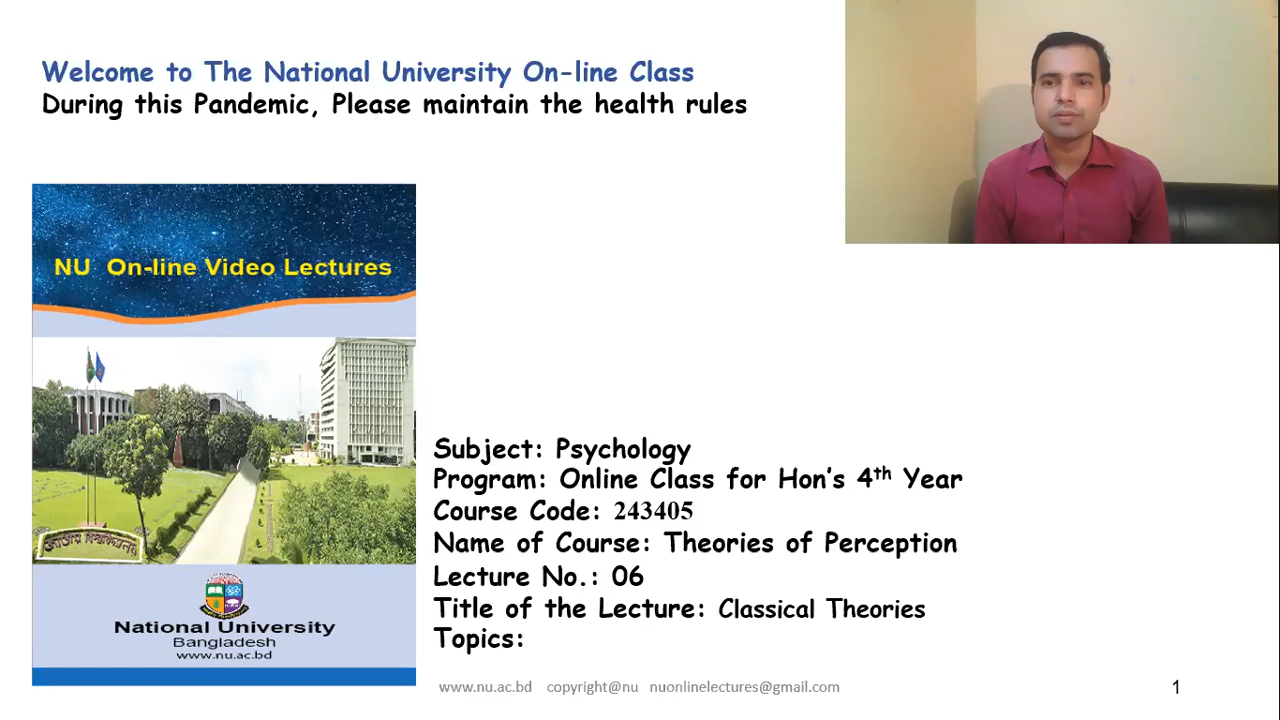 Welcome to The National University On-line Class
During this Pandemic, Please maintain the health rules
NU On-line Video Lectures
জাতীয় বিশ্ববিদ্যালয়
National University
Bangladesh
www.nu.ac.bd
Subject: Psychology
Program: Online Class for Hon's 4th Year
Course Code: 243405
Name of Course: Theories of Perception
Lecture No.: 06
Title of the Lecture: Classical Theories
Topics:
www.nu.ac.bd copyright@nu nuonlinelectures@gmail.com
1